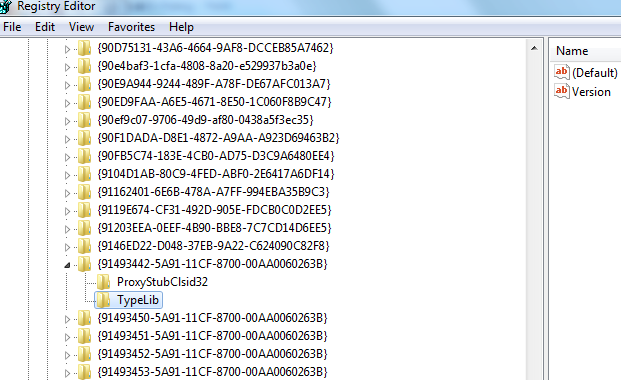 Registry Editor
File Edit View Favorites Help
{90D75131-43A6-4664-9AF8-DCCEB85A7462}
{90e4baf3-1cfa-4808-8a20-e529937b3a0e}
{90E9A944-9244-489F-A78F-DE67AFC013A7}
{90ED9FAA-A6E5-4671-8E50-1C060F8B9C47}
{90ef9c07-9706-49d9-af80-0438a5f3ec35}
{90F1DADA-D8E1-4872-A9AA-A923D69463B2}
{90FB5C74-183E-4CB0-AD75-D3C9A6480EE4}
{9104D1AB-80C9-4FED-ABF0-2E6417A6DF14}
{91162401-6E6B-478A-A7FF-994EBA35B9C3}
{9119E674-CF31-492D-905E-FDCB0C0D2EE5}
{91203EEA-0EEF-4B90-BBE8-7C7CD14D6EE5}
{9146ED22-D048-37EB-9A22-C624090C82F8}
{91493442-5A91-11CF-8700-00AA0060263B}
ProxyStubClsid32
TypeLib
{91493450-5A91-11CF-8700-00AA0060263B}
{91493451-5A91-11CF-8700-00AA0060263B}
{91493452-5A91-11CF-8700-00AA0060263B}
{91493453-5A91-11CF-8700-00AA0060263B}
Name
ab (Default)
ab Version